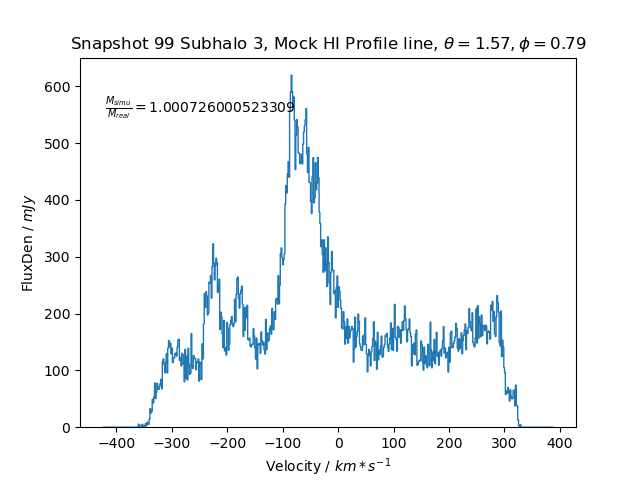 Snapshot 99 Subhalo 3, Mock HI Profile line, θ = 1.57, ϕ = 0.79
M_simu/M_real = 1.000726000523309
FluxDen / mJy
600
500
400
300
200
100
0
−400 −300 −200 −100 0 100 200 300 400
Velocity / km * s^−1